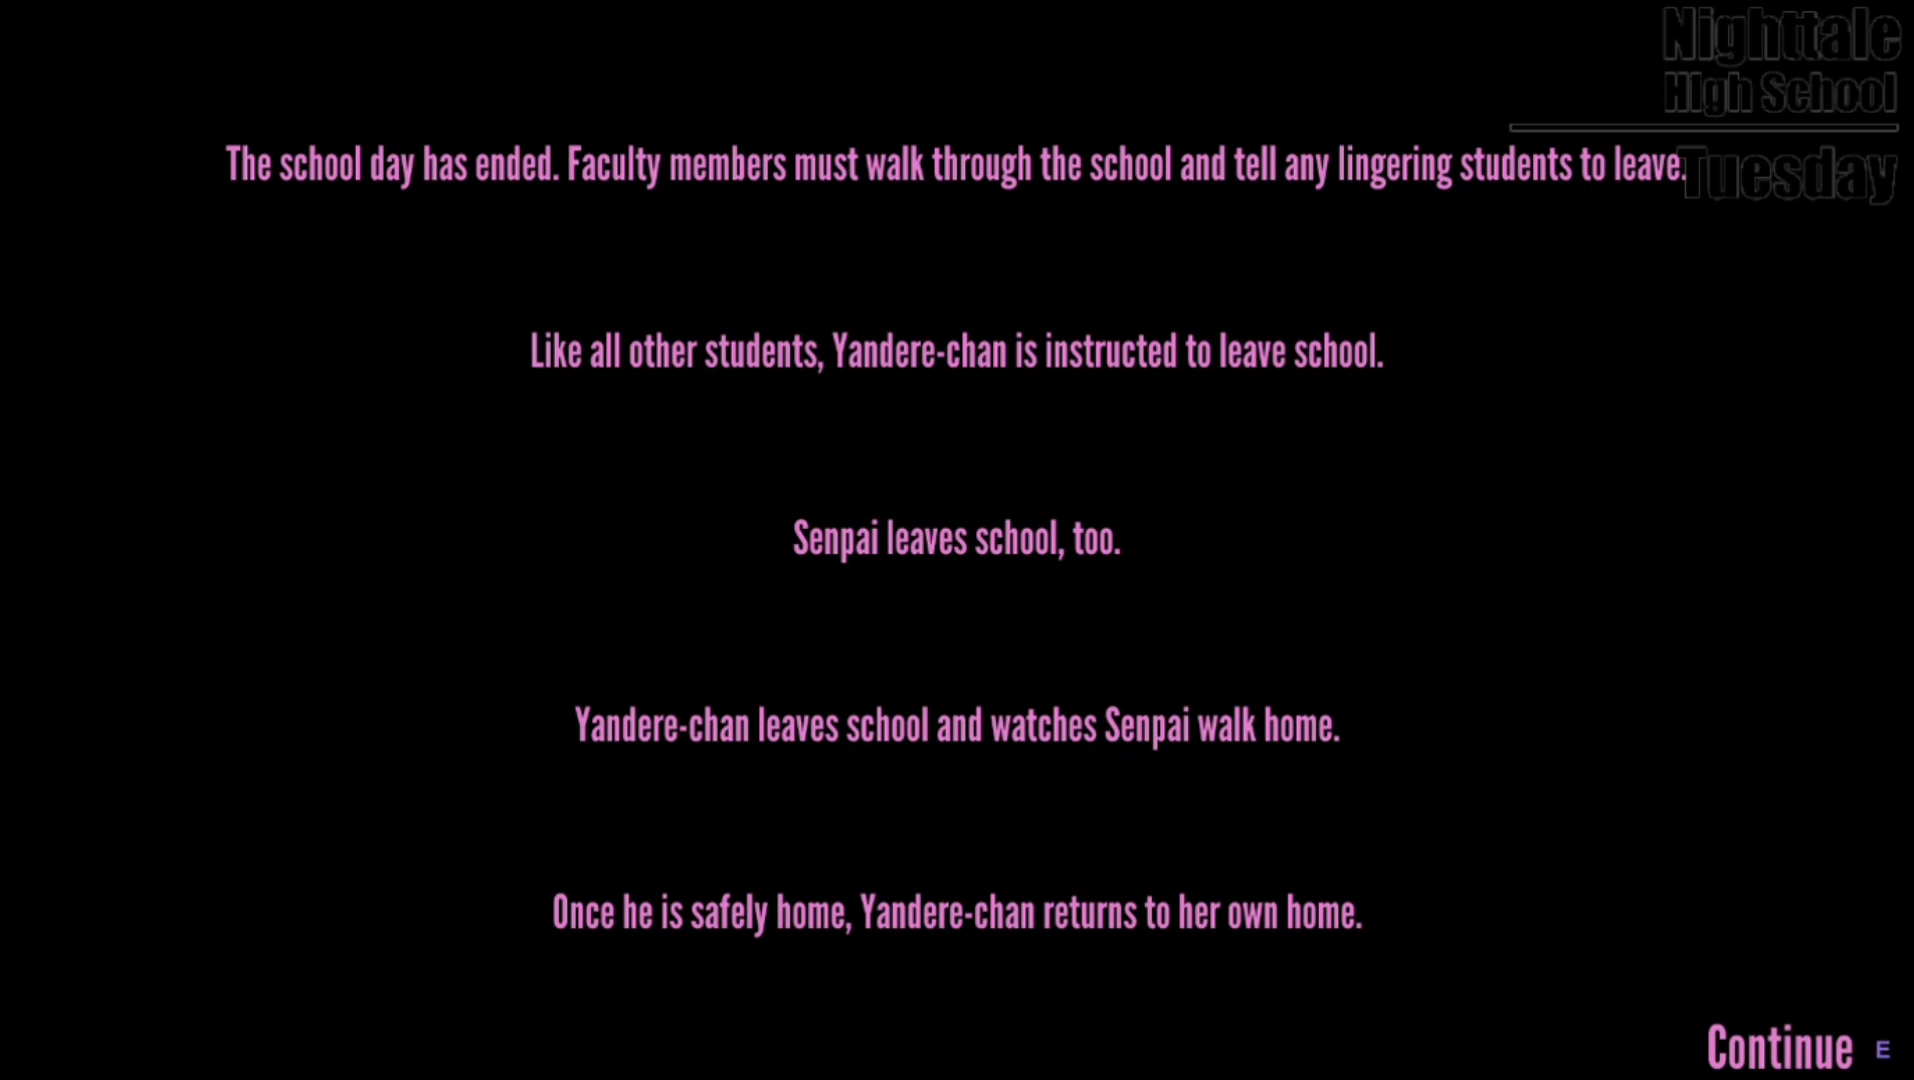 Nighttale
High School
Tuesday
The school day has ended. Faculty members must walk through the school and tell any lingering students to leave.
Like all other students, Yandere-chan is instructed to leave school.
Senpai leaves school, too.
Yandere-chan leaves school and watches Senpai walk home.
Once he is safely home, Yandere-chan returns to her own home.
Continue E